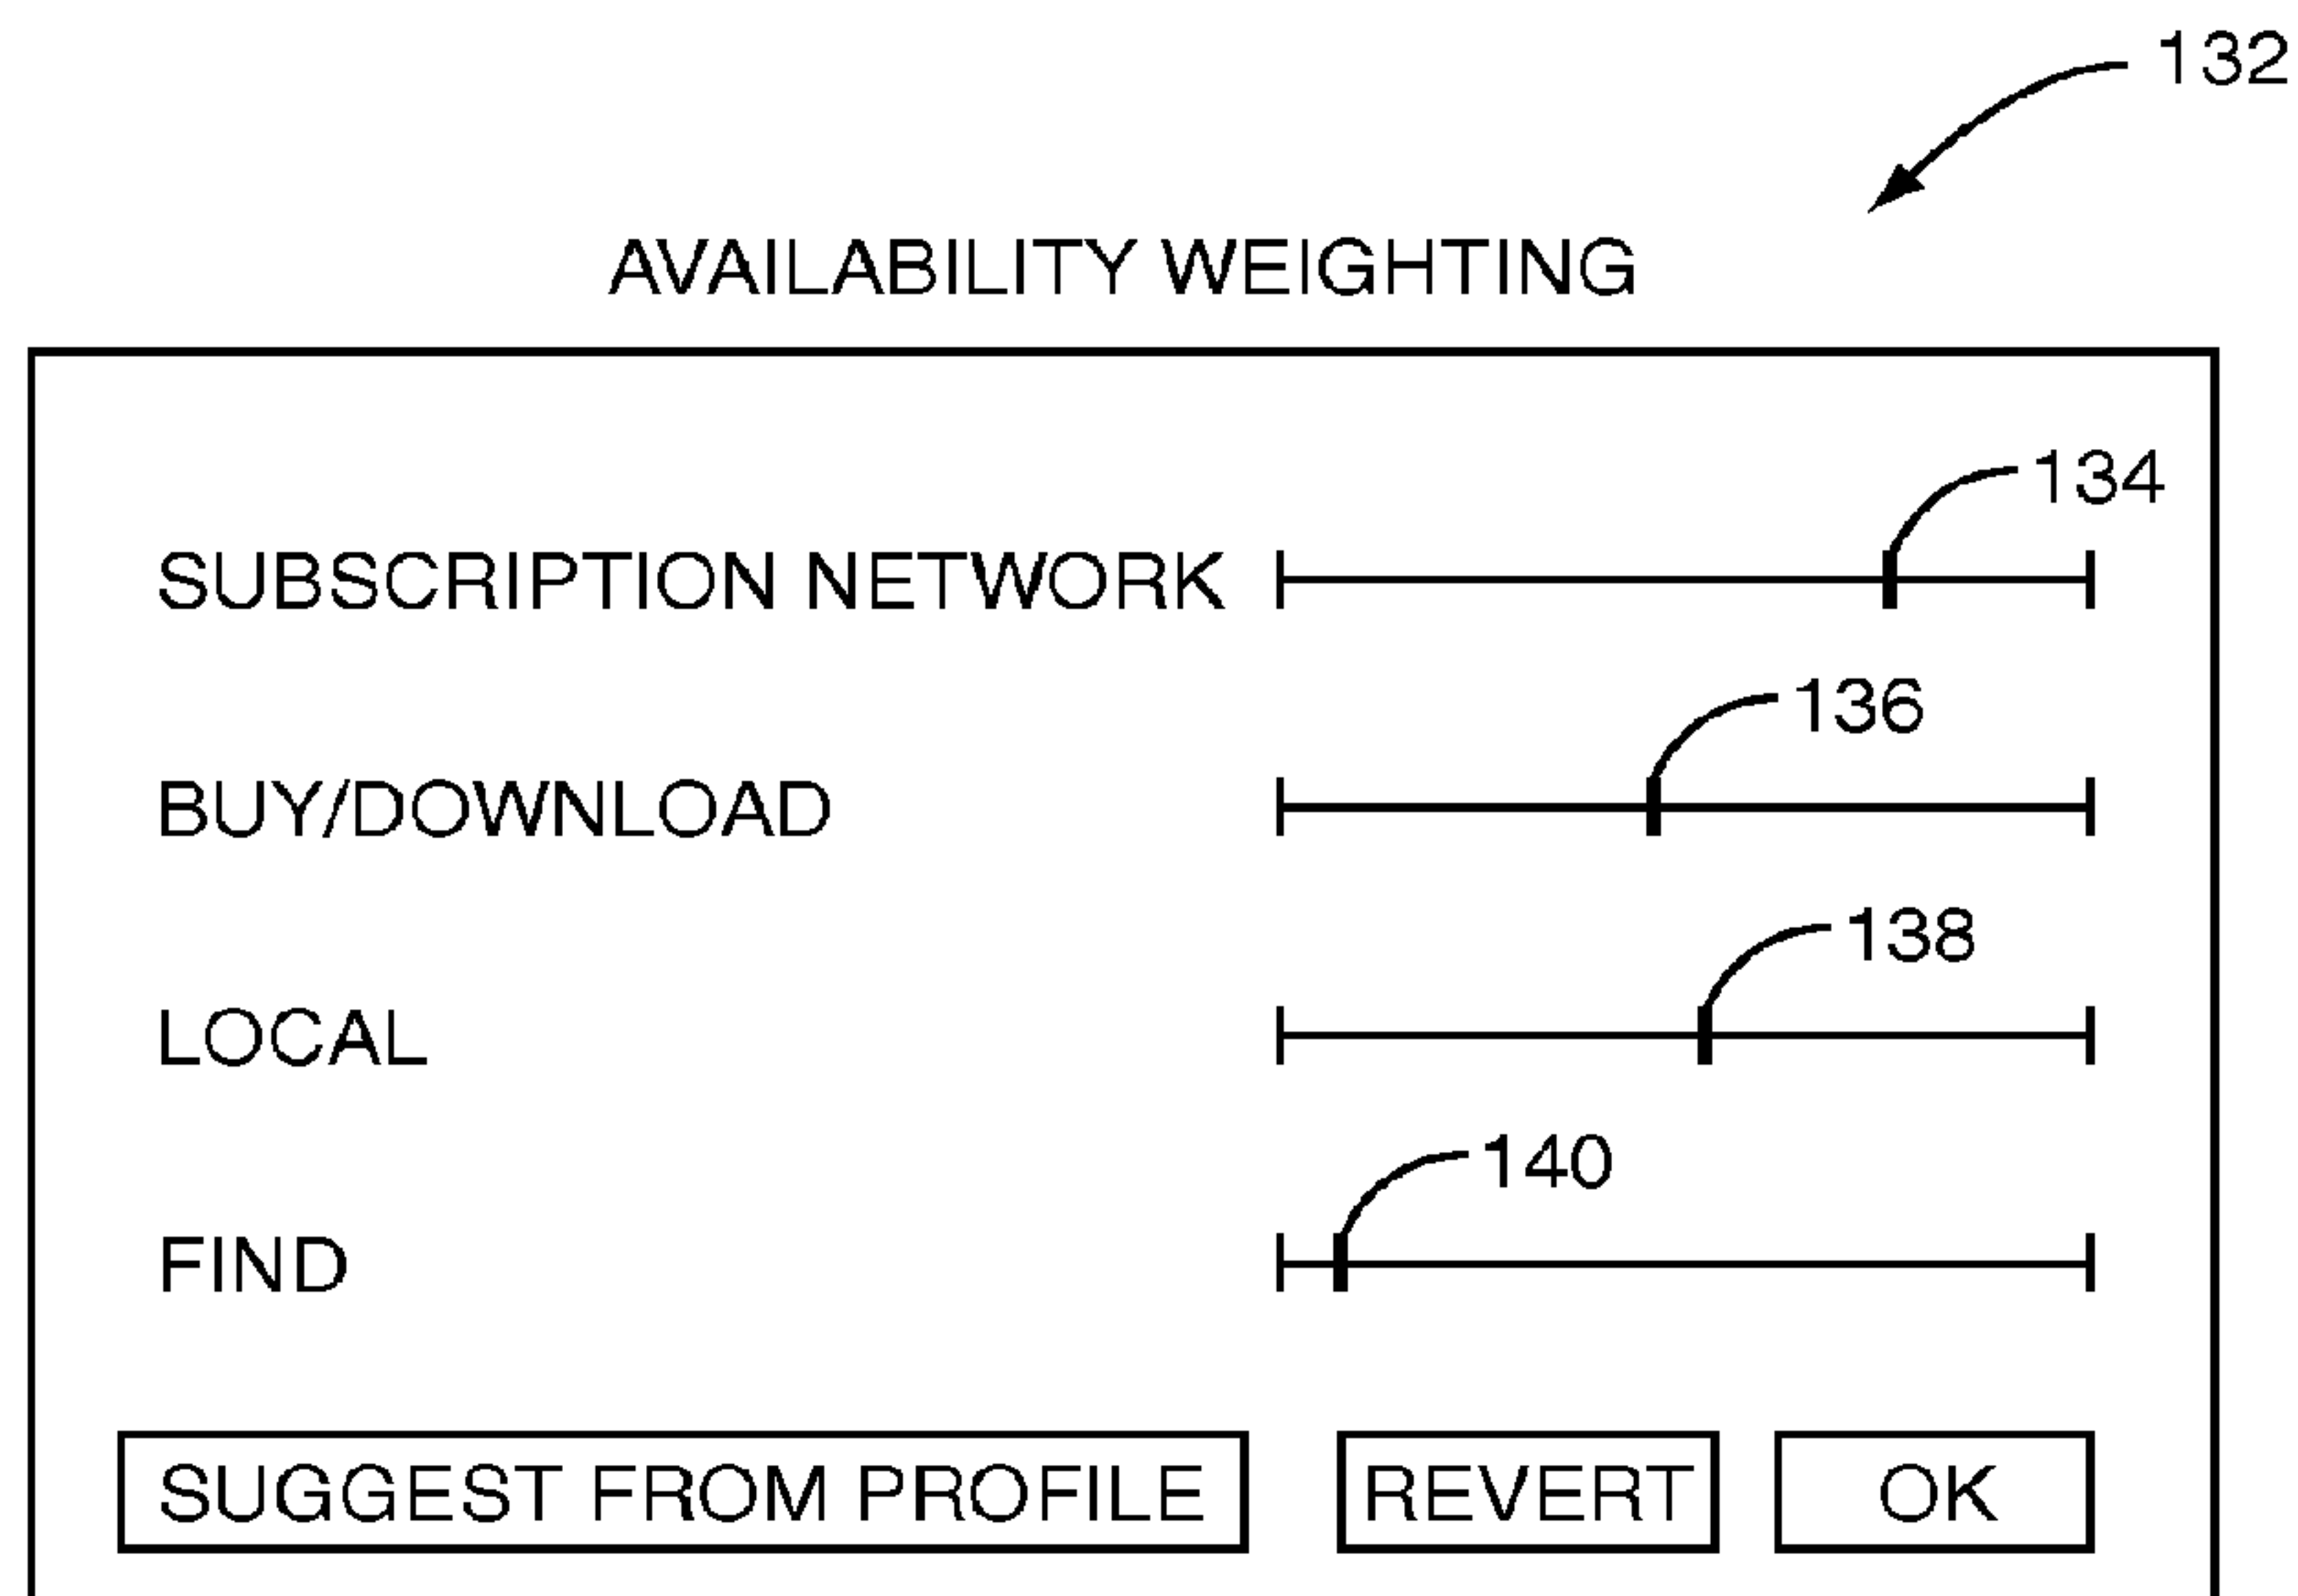 132
AVAILABILITY WEIGHTING
134
SUBSCRIPTION NETWORK
136
BUY/DOWNLOAD
138
LOCAL
140
FIND
SUGGEST FROM PROFILE REVERT OK